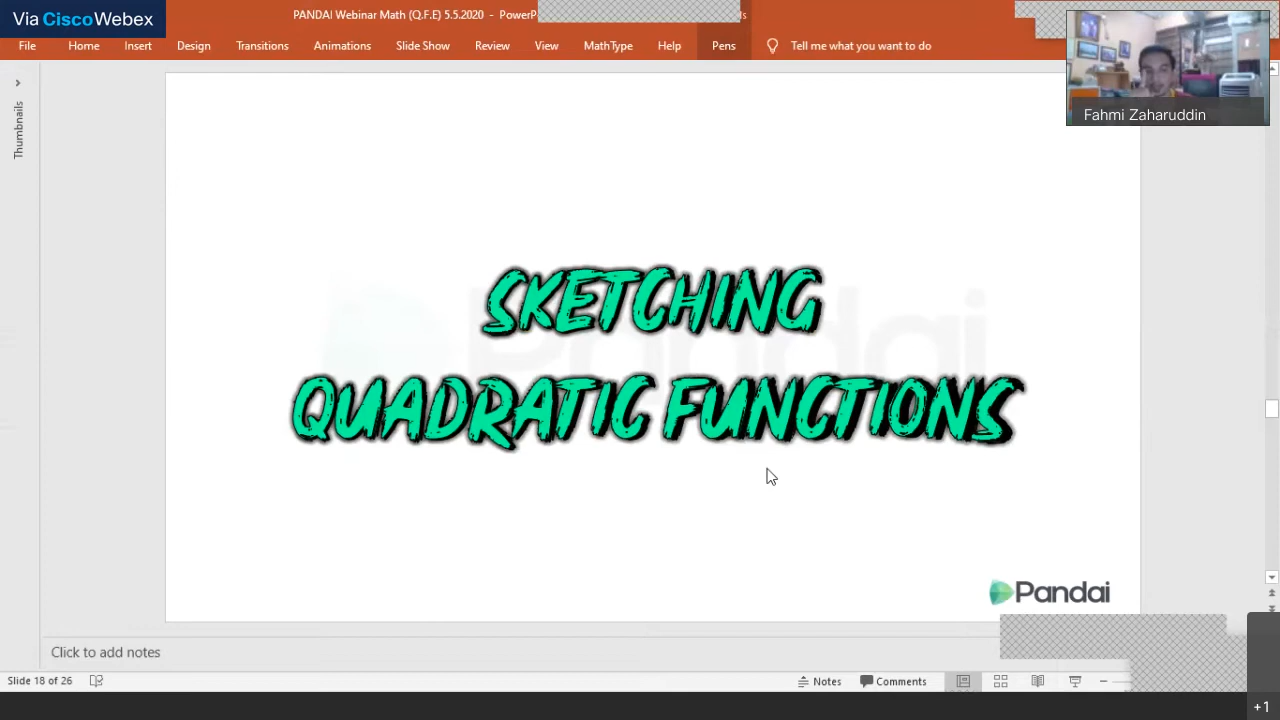 Via Cisco Webex
PANDAI Webinar Math (Q.F.E) 5.5.2020 - PowerP
File Home Insert Design Transitions Animations Slide Show Review View MathType Help Pens Tell me what you want to do
Fahmi Zaharuddin
Thumbnails
SKETCHING
QUADRATIC FUNCTIONS
Pandai
Pandai
Click to add notes
Slide 18 of 26 Notes Comments
+1